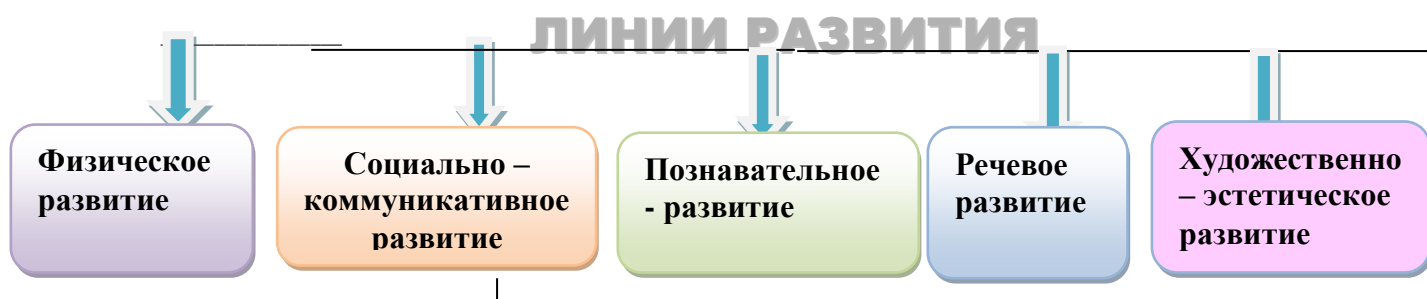 ЛИНИИ РАЗВИТИЯ
Физическое
развитие
Социально –
коммуникативное
развитие
Познавательное
- развитие
Речевое
развитие
Художественно
– эстетическое
развитие